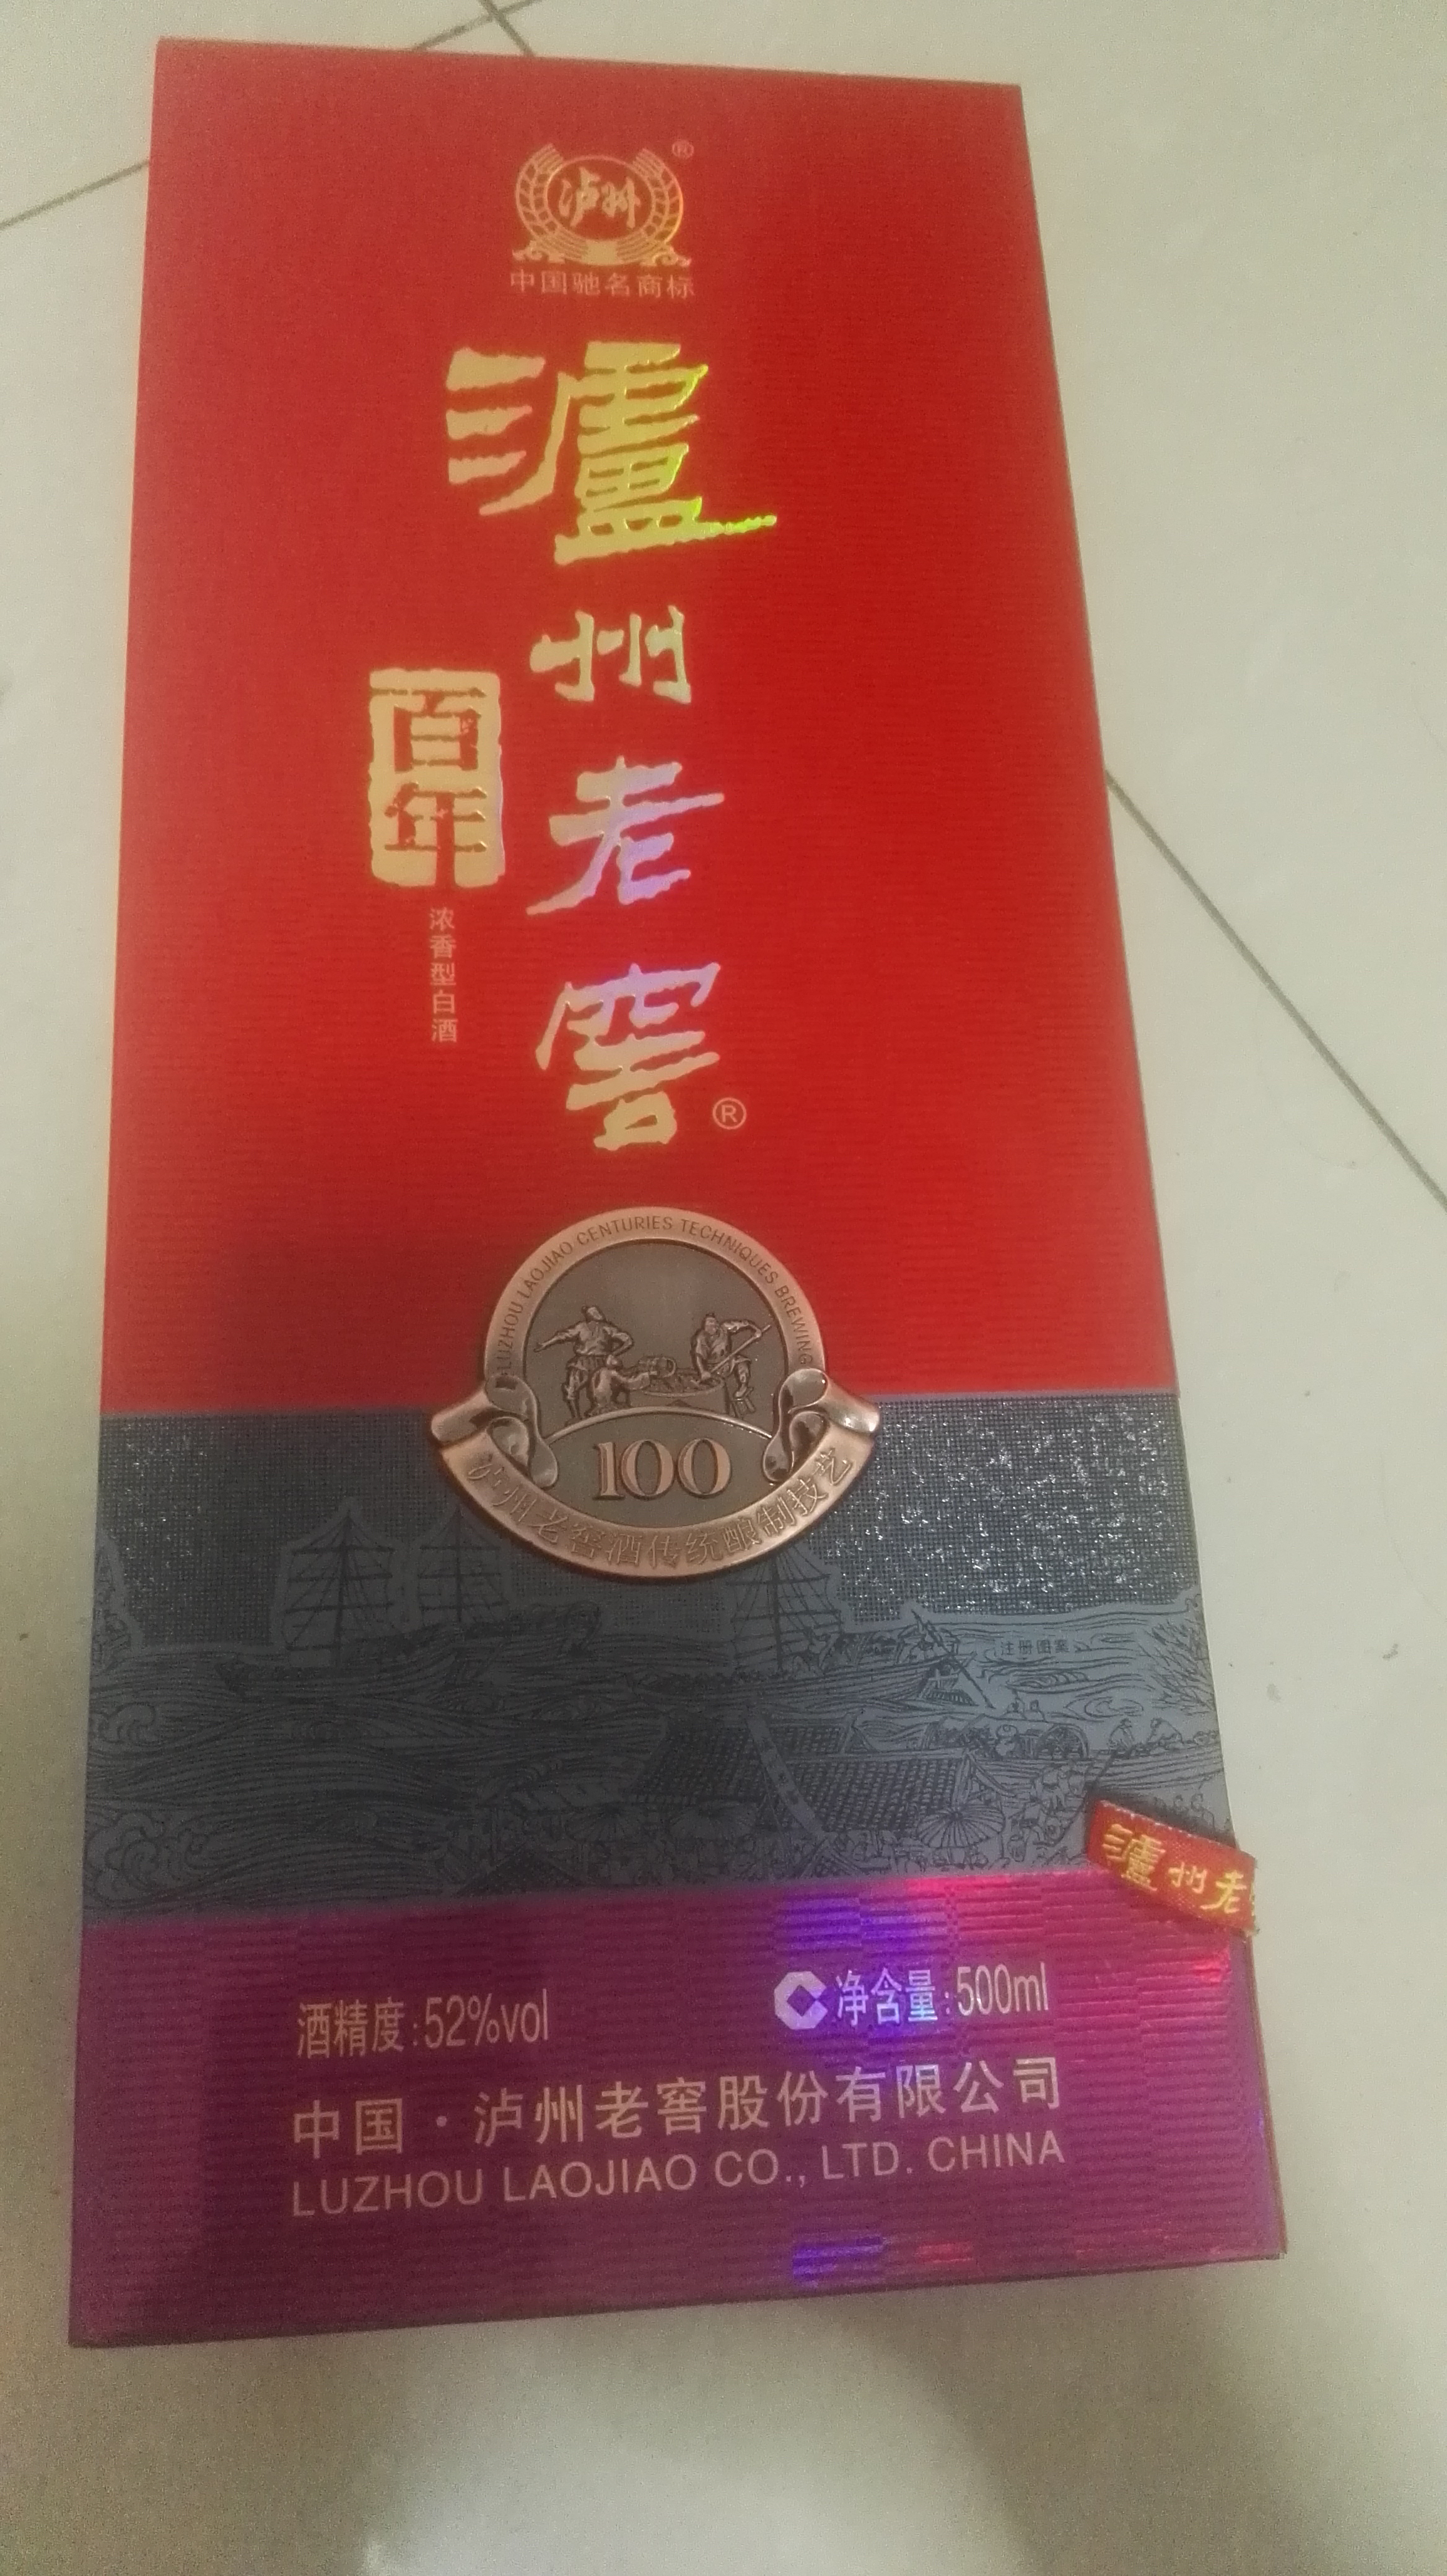 泸州
®
中国驰名商标
瀘州老窖
®
百年
浓香型白酒
LUZHOU LAOJIAO CENTURIES TECHNIQUES BREWING
100
泸州老窖酒传统酿制技艺
注册图案
瀘州老
酒精度:52%vol
净含量:500ml
中国·泸州老窖股份有限公司
LUZHOU LAOJIAO CO., LTD. CHINA